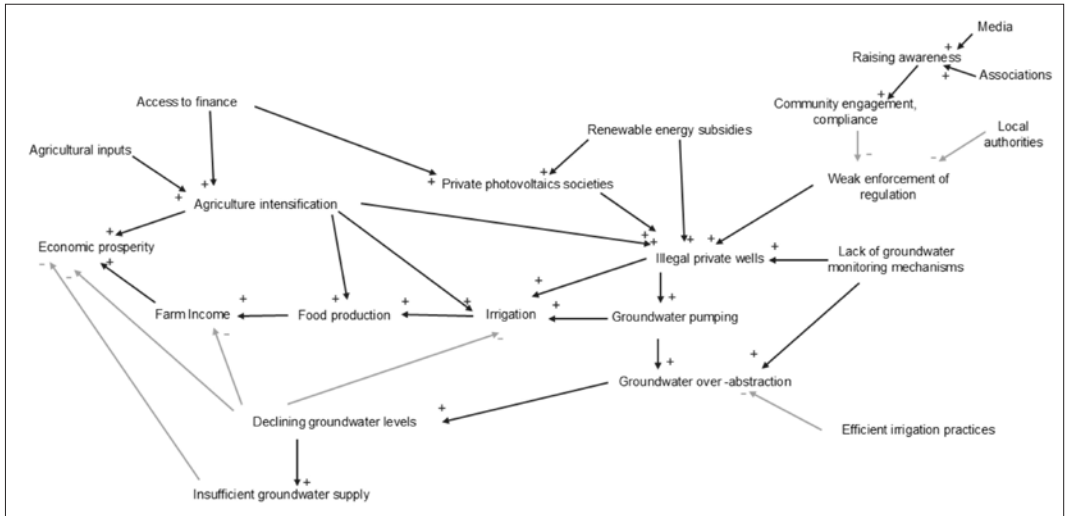 Media
Raising awareness
Associations
Access to finance
Community engagement,
compliance
Renewable energy subsidies
Local
authorities
Agricultural inputs
Private photovoltaics societies
Weak enforcement of
regulation
Agriculture intensification
Economic prosperity
Illegal private wells
Lack of groundwater
monitoring mechanisms
Farm Income
Food production
Irrigation
Groundwater pumping
Groundwater over -abstraction
Declining groundwater levels
Efficient irrigation practices
Insufficient groundwater supply